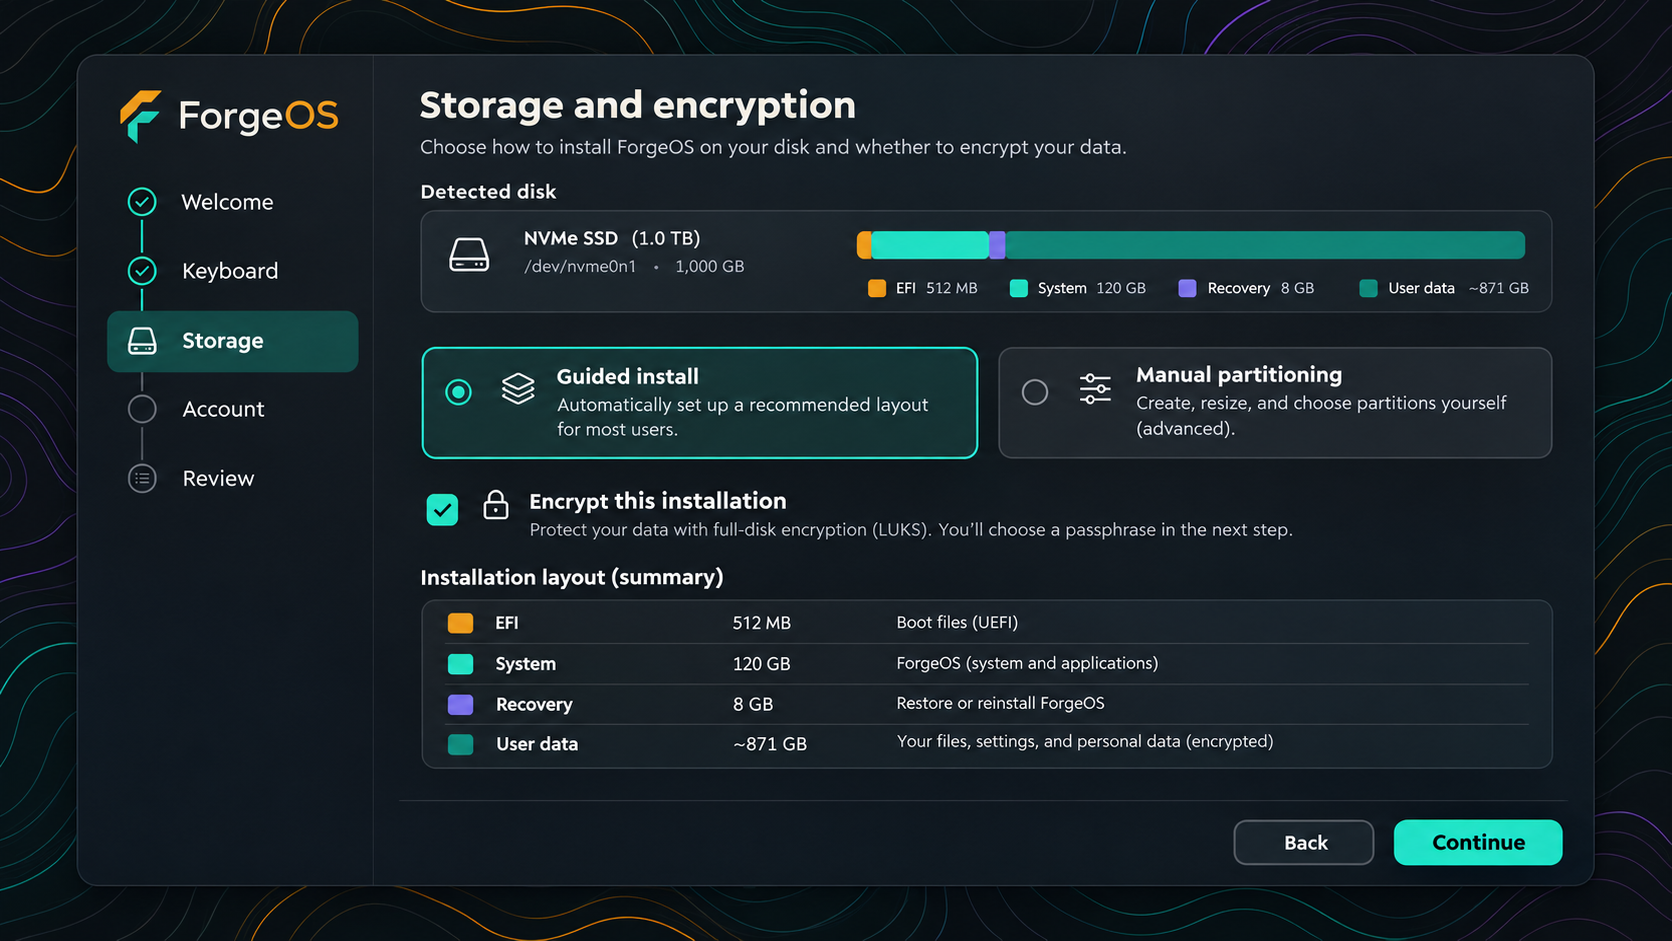 ForgeOS
Welcome
Keyboard
Storage
Account
Review
Storage and encryption
Choose how to install ForgeOS on your disk and whether to encrypt your data.
Detected disk
NVMe SSD (1.0 TB)
/dev/nvme0n1 • 1,000 GB
EFI 512 MB System 120 GB Recovery 8 GB User data ~871 GB
Guided install
Automatically set up a recommended layout
for most users.
Manual partitioning
Create, resize, and choose partitions yourself
(advanced).
Encrypt this installation
Protect your data with full-disk encryption (LUKS). You’ll choose a passphrase in the next step.
Installation layout (summary)
EFI 512 MB Boot files (UEFI)
System 120 GB ForgeOS (system and applications)
Recovery 8 GB Restore or reinstall ForgeOS
User data ~871 GB Your files, settings, and personal data (encrypted)
Back Continue